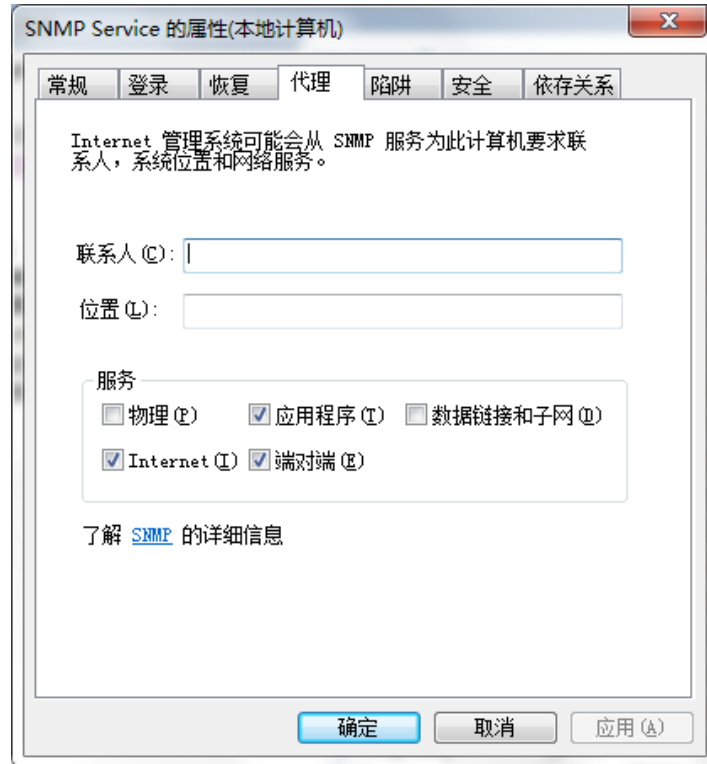 SNMP Service 的属性(本地计算机)
常规 登录 恢复 代理 陷阱 安全 依存关系
Internet 管理系统可能会从 SNMP 服务为此计算机要求联
系人，系统位置和网络服务。
联系人(C):
位置(L):
服务
物理(P) 应用程序(T) 数据链接和子网(D)
Internet(I) 端对端(E)
了解 SNMP 的详细信息
确定 取消 应用(A)